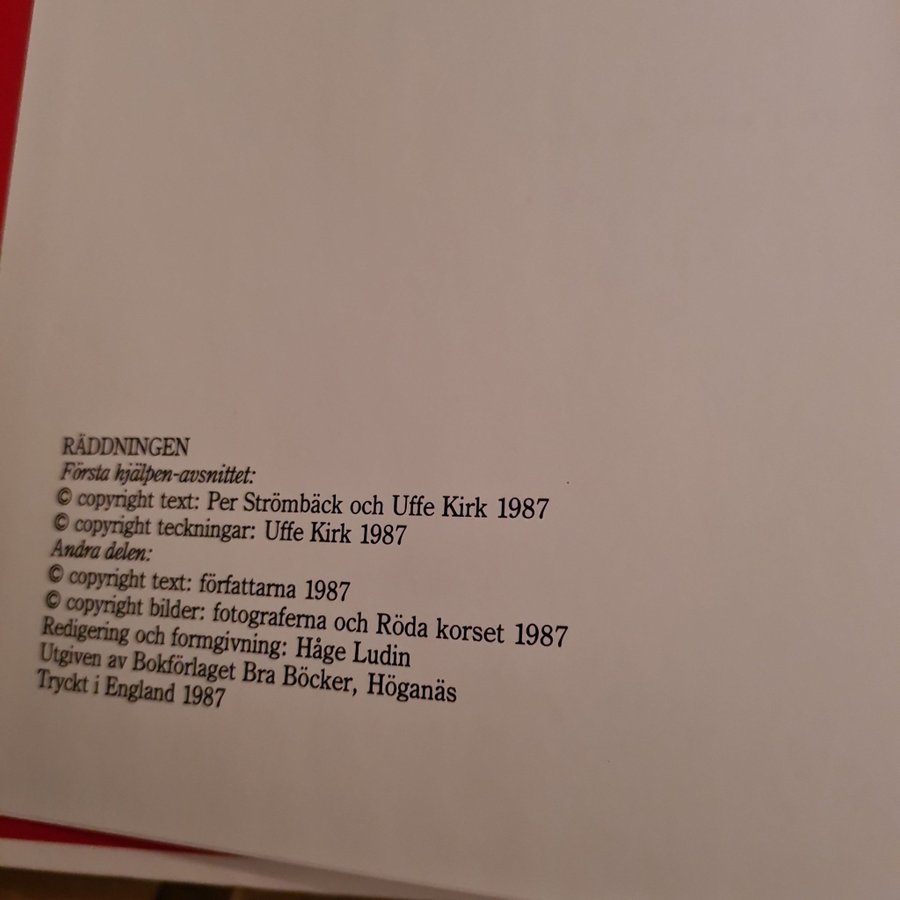 RÄDDNINGEN
Första hjälpen-avsnittet:
© copyright text: Per Strömbäck och Uffe Kirk 1987
© copyright teckningar: Uffe Kirk 1987
Andra delen:
© copyright text: författarna 1987
© copyright bilder: fotograferna och Röda korset 1987
Redigering och formgivning: Håge Ludin
Utgiven av Bokförlaget Bra Böcker, Höganäs
Tryckt i England 1987